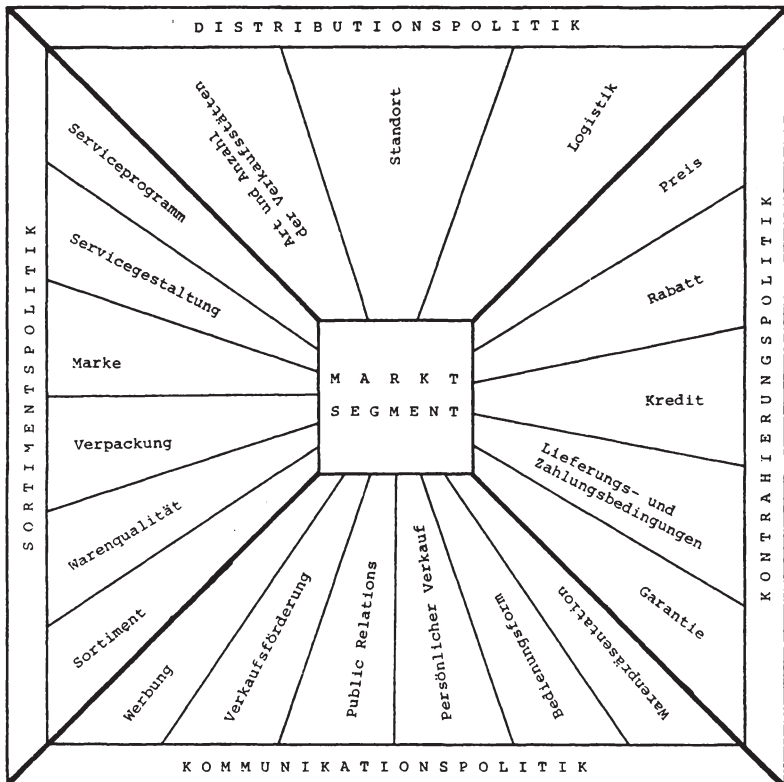 DISTRIBUTIONSPOLITIK
Art und Anzahl
der Verkaufsstätten
Standort
Logistik
KONTRAHIERUNGSPOLITIK
Preis
Rabatt
Kredit
Lieferungs- und
Zahlungsbedingungen
Garantie
SORTIMENTSPOLITIK
Serviceprogramm
Servicegestaltung
Marke
Verpackung
Warenqualität
Sortiment
MARKT
SEGMENT
Werbung
Verkaufsförderung
Public Relations
Persönlicher Verkauf
Bedienungsform
Warenpräsentation
KOMMUNIKATIONSPOLITIK